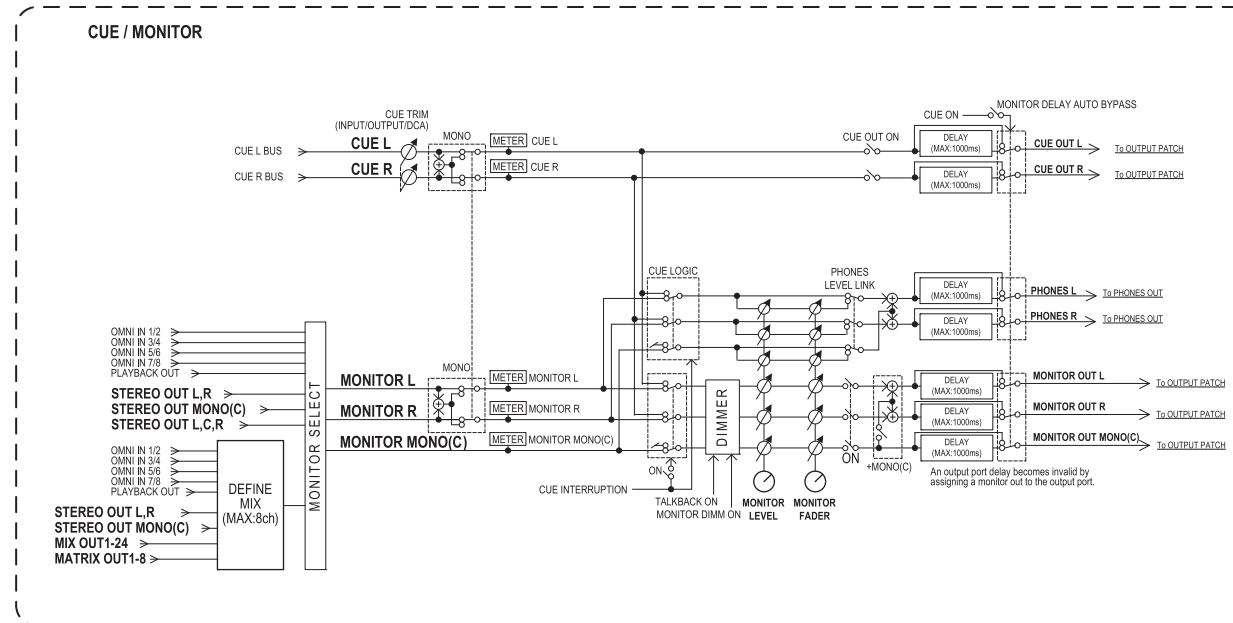 CUE / MONITOR
MONITOR DELAY AUTO BYPASS
CUE ON
CUE TRIM
(INPUT/OUTPUT/DCA)
MONO
CUE OUT ON
CUE L BUS
CUE L
METER CUE L
DELAY
(MAX:1000ms)
CUE OUT L
To OUTPUT PATCH
CUE R BUS
CUE R
METER CUE R
DELAY
(MAX:1000ms)
CUE OUT R
To OUTPUT PATCH
CUE LOGIC
PHONES
LEVEL LINK
DELAY
(MAX:1000ms)
PHONES L
To PHONES OUT
DELAY
(MAX:1000ms)
PHONES R
To PHONES OUT
OMNI IN 1/2
OMNI IN 3/4
OMNI IN 5/6
OMNI IN 7/8
PLAYBACK OUT
STEREO OUT L,R
STEREO OUT MONO(C)
STEREO OUT L,C,R
OMNI IN 1/2
OMNI IN 3/4
OMNI IN 5/6
OMNI IN 7/8
PLAYBACK OUT
STEREO OUT L,R
STEREO OUT MONO(C)
MIX OUT1-24
MATRIX OUT1-8
DEFINE
MIX
(MAX:8ch)
MONITOR SELECT
MONO
MONITOR L
METER MONITOR L
MONITOR R
METER MONITOR R
MONITOR MONO(C)
METER MONITOR MONO(C)
DIMMER
ON
CUE INTERRUPTION
TALKBACK ON
MONITOR DIMM ON
MONITOR
LEVEL
MONITOR
FADER
ON
+MONO(C)
DELAY
(MAX:1000ms)
MONITOR OUT L
To OUTPUT PATCH
DELAY
(MAX:1000ms)
MONITOR OUT R
To OUTPUT PATCH
DELAY
(MAX:1000ms)
MONITOR OUT MONO(C)
To OUTPUT PATCH
An output port delay becomes invalid by
assigning a monitor out to the output port.